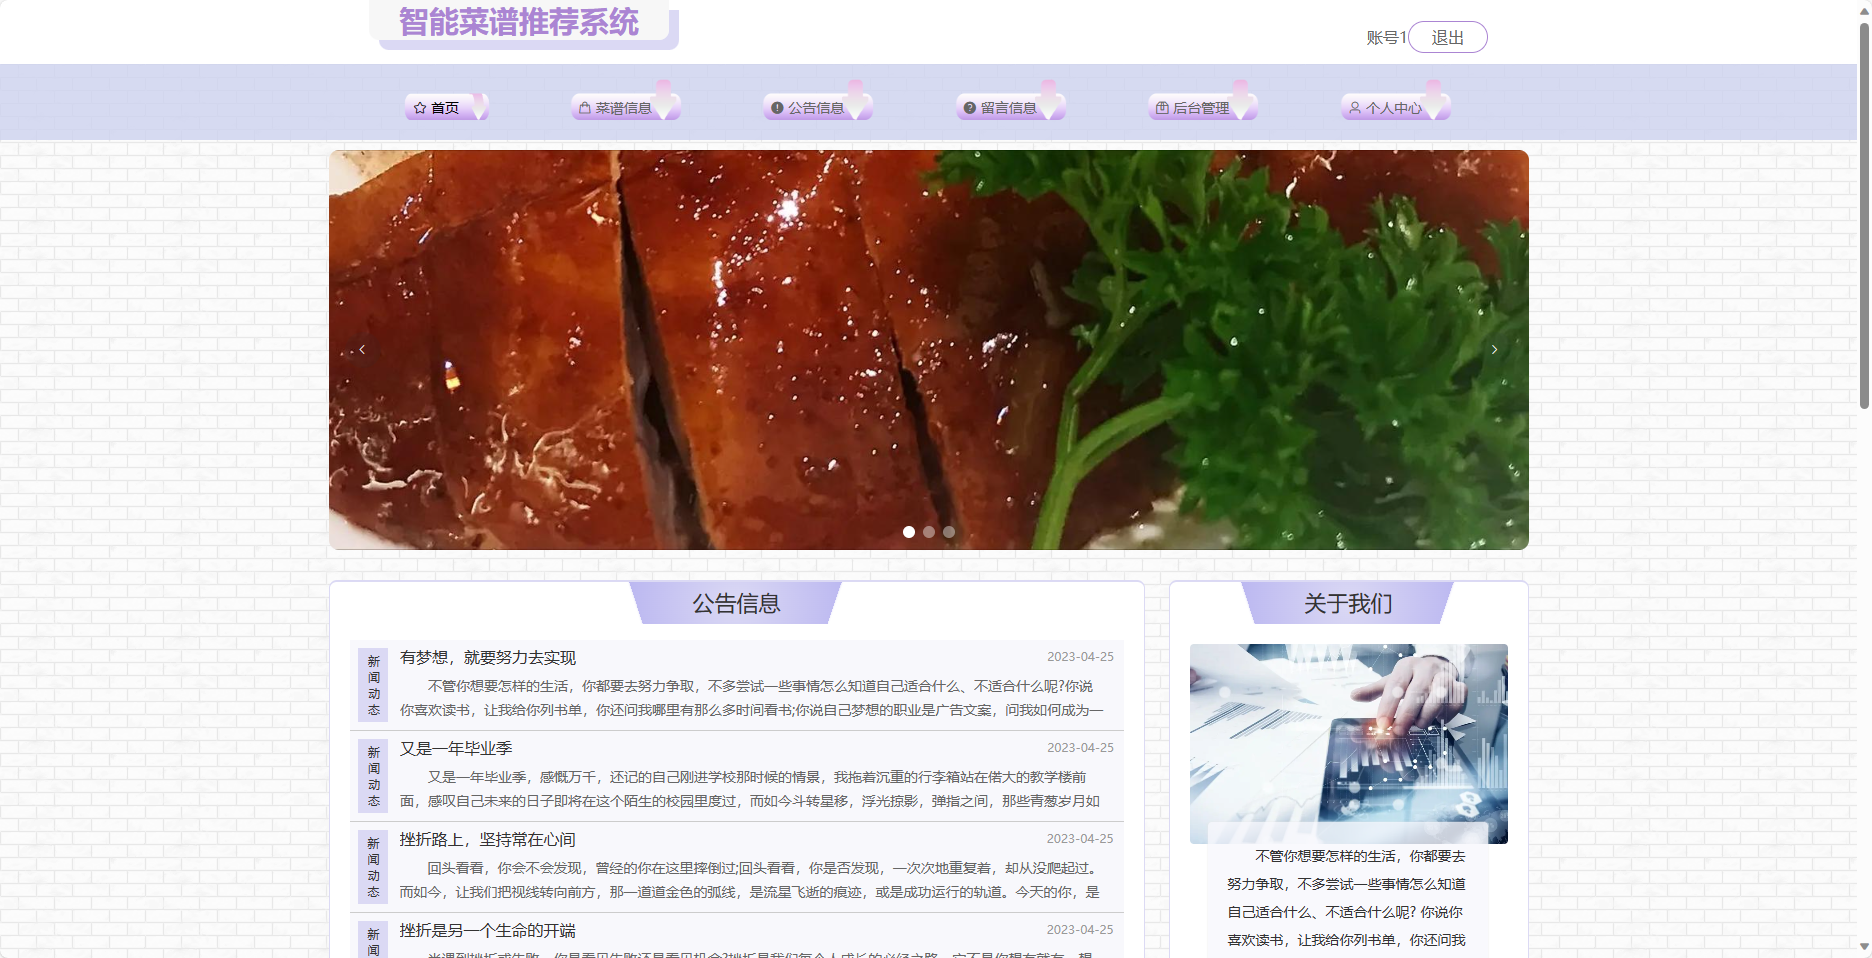 智能菜谱推荐系统
账号1 退出
首页 菜谱信息 公告信息 留言信息 后台管理 个人中心
公告信息
新闻动态
有梦想，就要努力去实现 2023-04-25
不管你想要怎样的生活，你都要去努力争取，不多尝试一些事情怎么知道自己适合什么、不适合什么呢?你说
你喜欢读书，让我给你列书单，你还问我哪里有那么多时间看书;你说自己梦想的职业是广告文案，问我如何成为一
新闻动态
又是一年毕业季 2023-04-25
又是一年毕业季，感慨万千，还记的自己刚进学校那时候的情景，我拖着沉重的行李箱站在偌大的教学楼前
面，感叹自己未来的日子即将在这个陌生的校园里度过，而如今斗转星移，浮光掠影，弹指之间，那些青葱岁月如
新闻动态
挫折路上，坚持常在心间 2023-04-25
回头看看，你会不会发现，曾经的你在这里摔倒过;回头看看，你是否发现，一次次地重复着，却从没爬起过。
而如今，让我们把视线转向前方，那一道道金色的弧线，是流星飞逝的痕迹，或是成功运行的轨道。今天的你，是
新闻
挫折是另一个生命的开端 2023-04-25
关于我们
不管你想要怎样的生活，你都要去
努力争取，不多尝试一些事情怎么知道
自己适合什么、不适合什么呢? 你说你
喜欢读书，让我给你列书单，你还问我